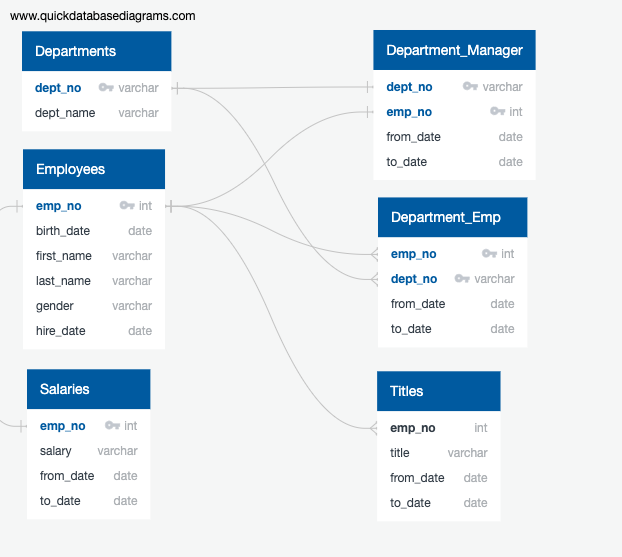 www.quickdatabasediagrams.com
Departments
dept_no varchar
dept_name varchar
Employees
emp_no int
birth_date date
first_name varchar
last_name varchar
gender varchar
hire_date date
Salaries
emp_no int
salary varchar
from_date date
to_date date
Department_Manager
dept_no varchar
emp_no int
from_date date
to_date date
Department_Emp
emp_no int
dept_no varchar
from_date date
to_date date
Titles
emp_no int
title varchar
from_date date
to_date date